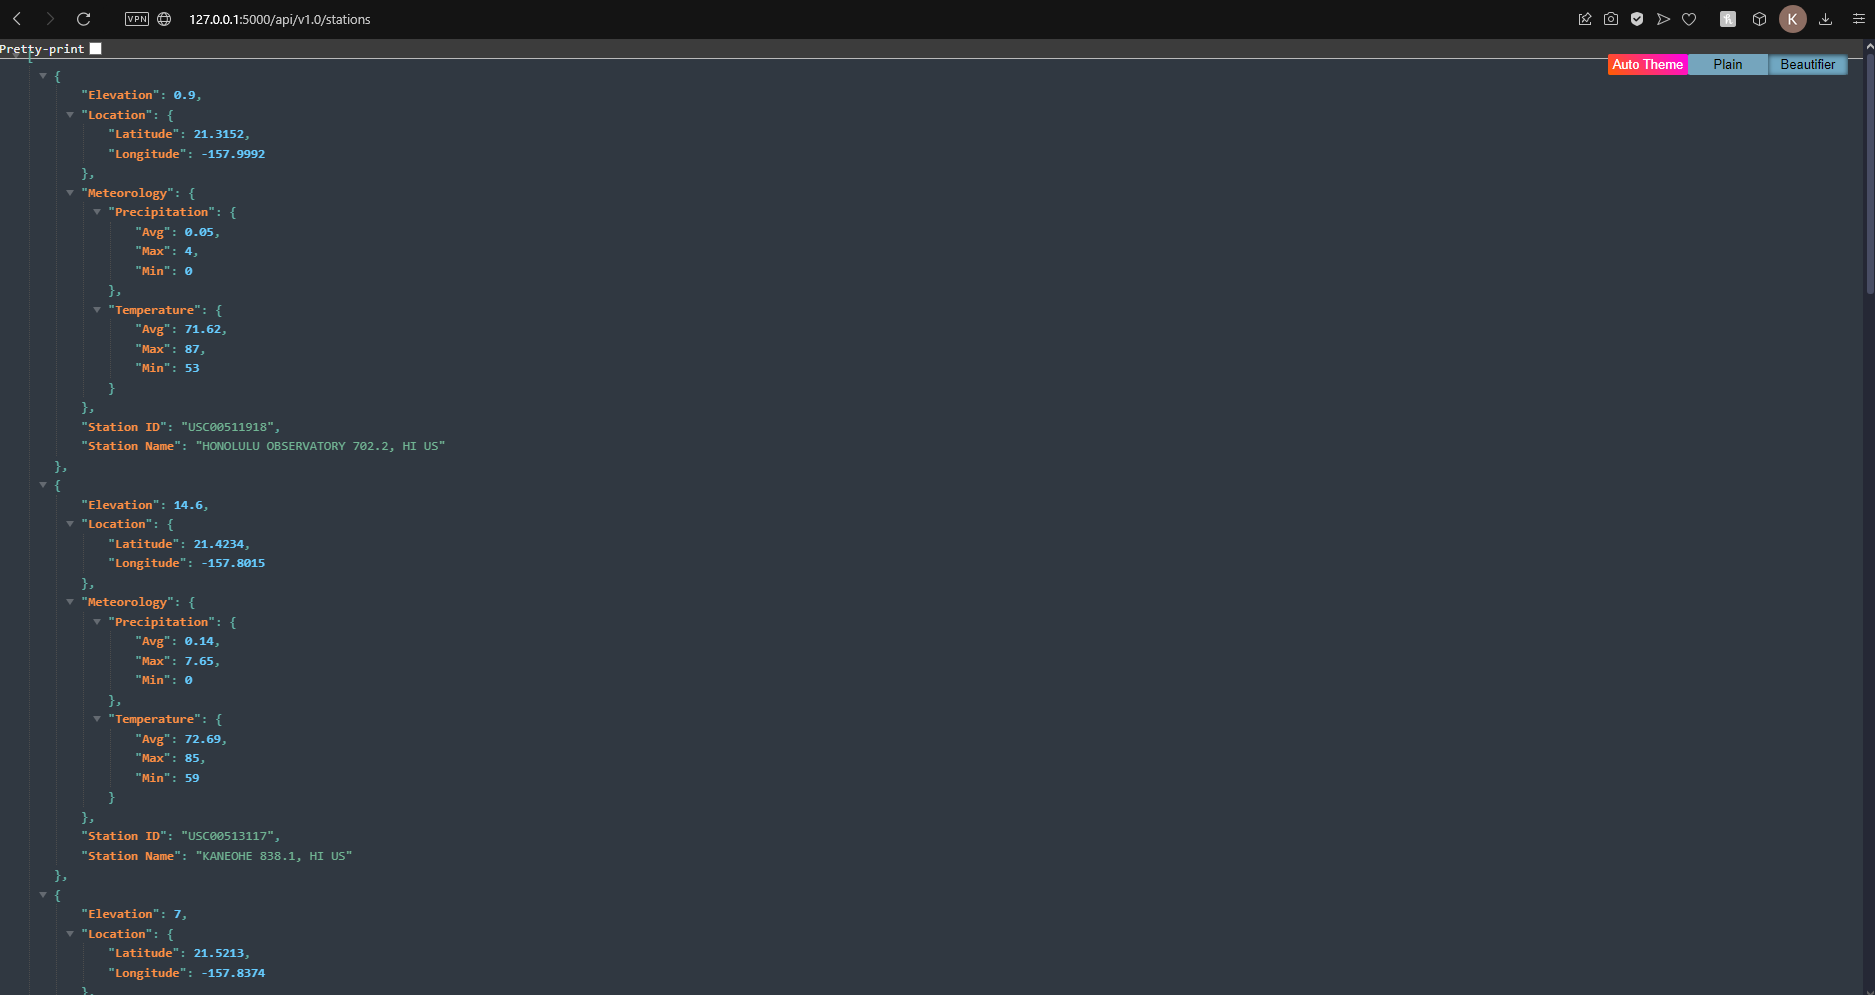 VPN 127.0.0.1:5000/api/v1.0/stations K
Pretty-print
[
Auto Theme Plain Beautifier
{
"Elevation": 0.9,
"Location": {
"Latitude": 21.3152,
"Longitude": -157.9992
},
"Meteorology": {
"Precipitation": {
"Avg": 0.05,
"Max": 4,
"Min": 0
},
"Temperature": {
"Avg": 71.62,
"Max": 87,
"Min": 53
}
},
"Station ID": "USC00511918",
"Station Name": "HONOLULU OBSERVATORY 702.2, HI US"
},
{
"Elevation": 14.6,
"Location": {
"Latitude": 21.4234,
"Longitude": -157.8015
},
"Meteorology": {
"Precipitation": {
"Avg": 0.14,
"Max": 7.65,
"Min": 0
},
"Temperature": {
"Avg": 72.69,
"Max": 85,
"Min": 59
}
},
"Station ID": "USC00513117",
"Station Name": "KANEOHE 838.1, HI US"
},
{
"Elevation": 7,
"Location": {
"Latitude": 21.5213,
"Longitude": -157.8374
},